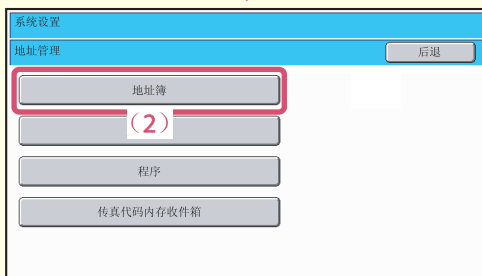 系统设置
地址管理
后退
地址簿
（2）
程序
传真代码内存收件箱